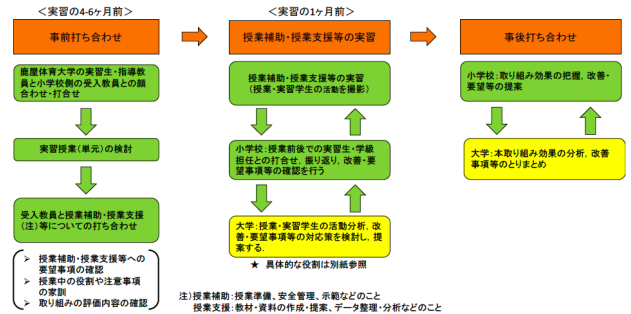 ＜実習の4-6ヶ月前＞
事前打ち合わせ
鹿屋体育大学の実習生・指導教
員と小学校側の受入教員との顔
合わせ・打合せ
実習授業（単元）の検討
受入教員と授業補助・授業支援
（注）等についての打ち合わせ
➢ 授業補助・授業支援等への
要望事項の確認
➢ 授業中の役割や注意事項
の家訓
➢ 取り組みの評価内容の確認
＜実習の1ヶ月前＞
授業補助・授業支援等の実習
授業補助・授業支援等の実習
（授業・実習学生の活動を撮影）
小学校：授業前後での実習生・学級
担任との打合せ，振り返り，改善・要
望事項等の確認を行う
大学：授業・実習学生の活動分析，改
善・要望事項等の対応策を検討し，提
案する．
★ 具体的な役割は別紙参照
事後打ち合わせ
小学校：取り組み効果の把握，改善・
要望等の提案
大学：本取り組み効果の分析，改善
事項等のとりまとめ
注）授業補助：授業準備、安全管理、示範などのこと
授業支援：教材・資料の作成・提案、データ整理・分析などのこと